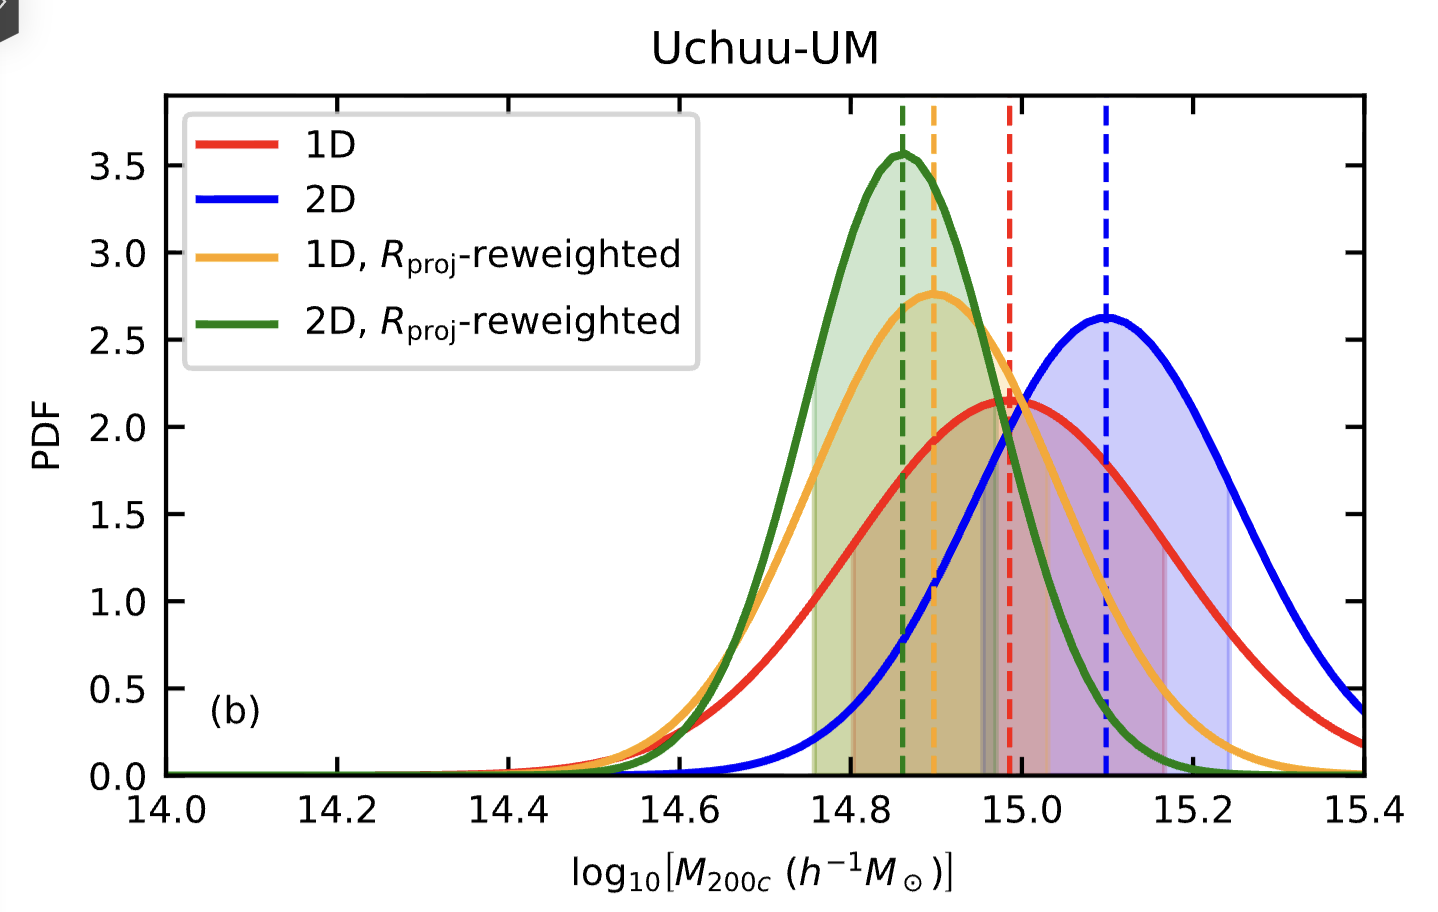 Uchuu-UM
1D
2D
1D, R_proj-reweighted
2D, R_proj-reweighted
3.5
3.0
2.5
2.0
1.5
1.0
0.5
0.0
PDF
(b)
14.0 14.2 14.4 14.6 14.8 15.0 15.2 15.4
log₁₀[M₂₀₀c (h⁻¹M⊙)]